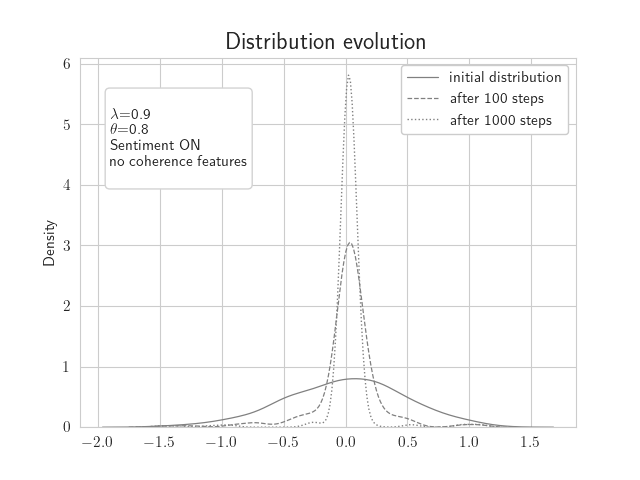 Distribution evolution
6
5
4
3
2
1
0
Density
λ=0.9
θ=0.8
Sentiment ON
no coherence features
initial distribution
after 100 steps
after 1000 steps
−2.0 −1.5 −1.0 −0.5 0.0 0.5 1.0 1.5